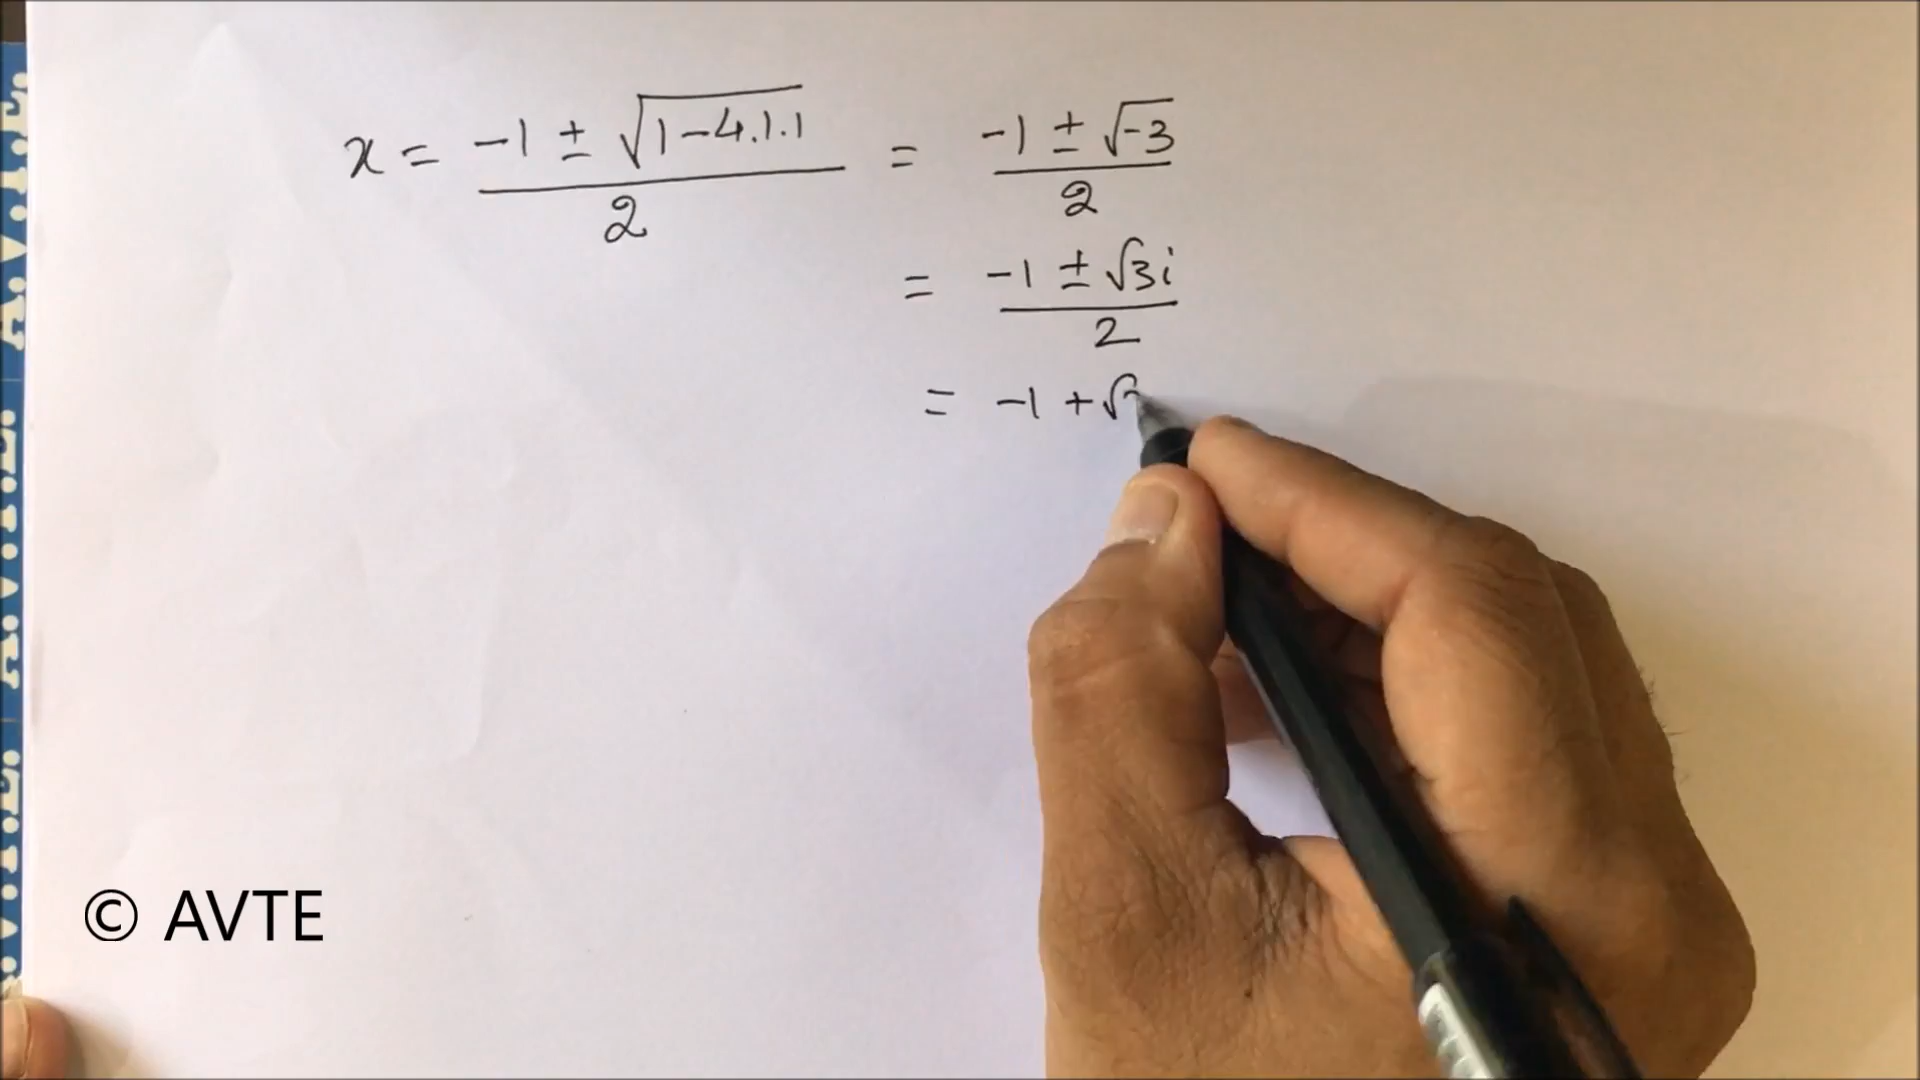 x = -1 ± √1-4.1.1 / 2 = -1 ± √-3 / 2
= -1 ± √3i / 2
= -1 + √
© AVTE
A.V.T.E.